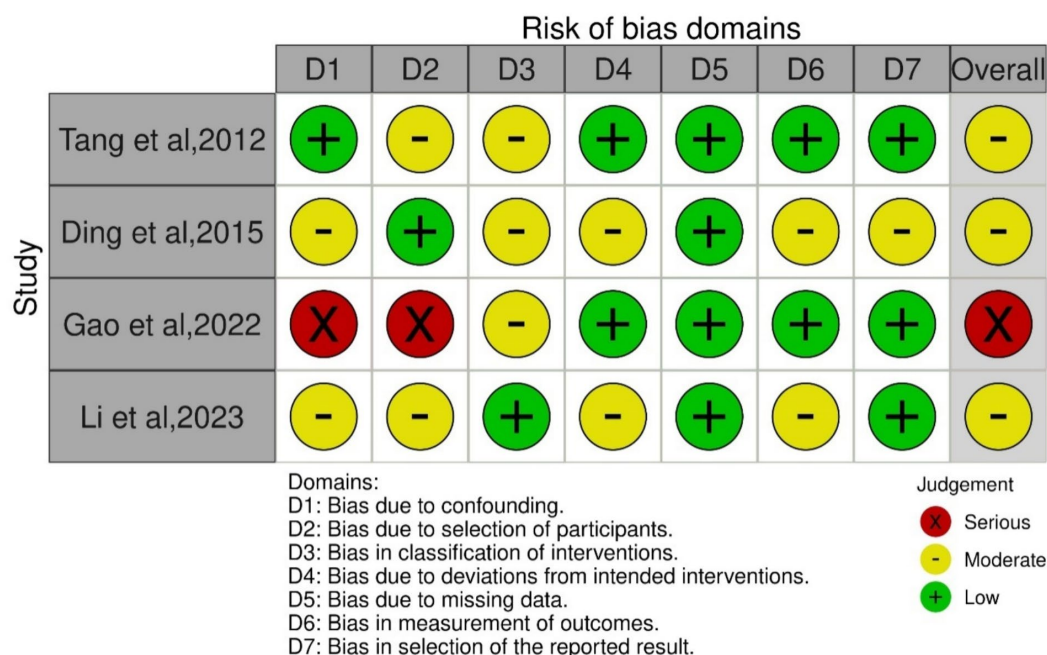 Risk of bias domains
D1 D2 D3 D4 D5 D6 D7 Overall
Study
Tang et al,2012 + - - + + + + -
Ding et al,2015 - + - - + - - -
Gao et al,2022 X X - + + + + X
Li et al,2023 - - + - + - + -
Domains:
D1: Bias due to confounding.
D2: Bias due to selection of participants.
D3: Bias in classification of interventions.
D4: Bias due to deviations from intended interventions.
D5: Bias due to missing data.
D6: Bias in measurement of outcomes.
D7: Bias in selection of the reported result.
Judgement
X Serious
- Moderate
+ Low